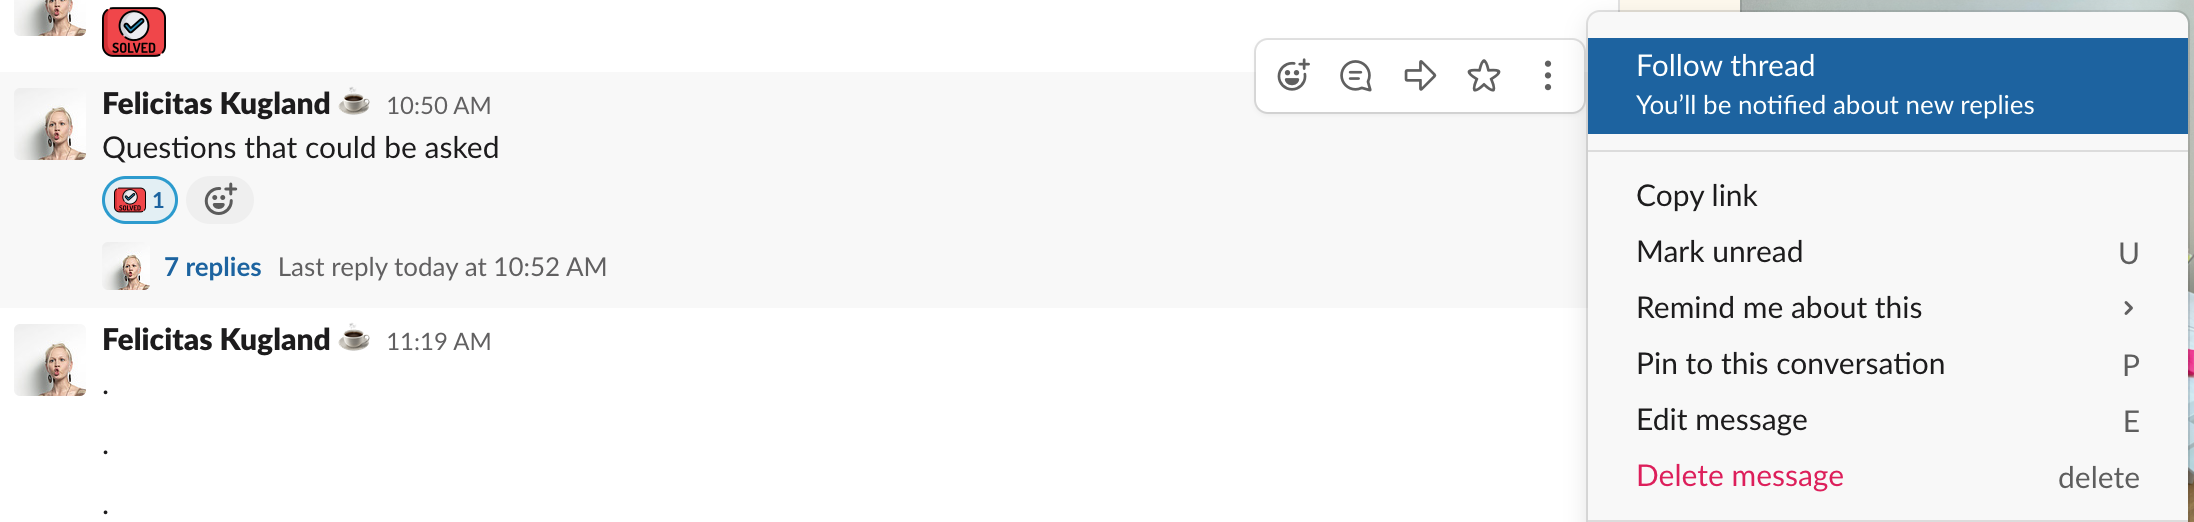 SOLVED
Felicitas Kugland 10:50 AM
Questions that could be asked
SOLVED 1
7 replies Last reply today at 10:52 AM
Felicitas Kugland 11:19 AM
.
.
.
Follow thread
You’ll be notified about new replies
Copy link
Mark unread U
Remind me about this
Pin to this conversation P
Edit message E
Delete message delete